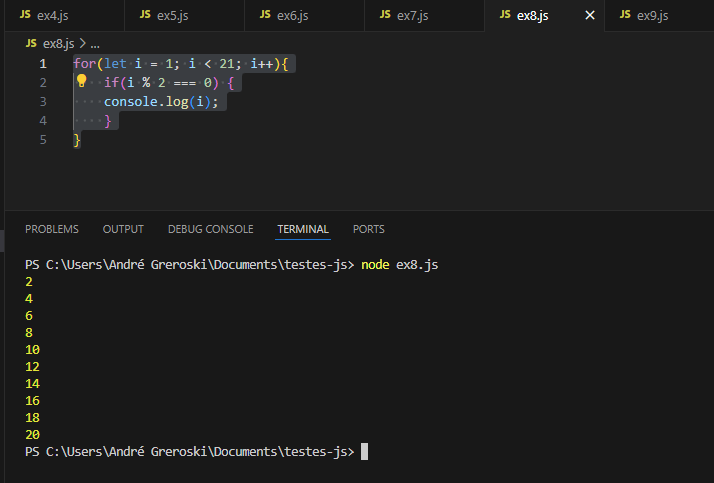 JS ex4.js JS ex5.js JS ex6.js JS ex7.js JS ex8.js × JS ex9.js
JS ex8.js > ...
1 for(let i = 1; i < 21; i++){
2 if(i % 2 === 0) {
3 console.log(i);
4 }
5 }
PROBLEMS OUTPUT DEBUG CONSOLE TERMINAL PORTS
PS C:\Users\André Greroski\Documents\testes-js> node ex8.js
2
4
6
8
10
12
14
16
18
20
PS C:\Users\André Greroski\Documents\testes-js>